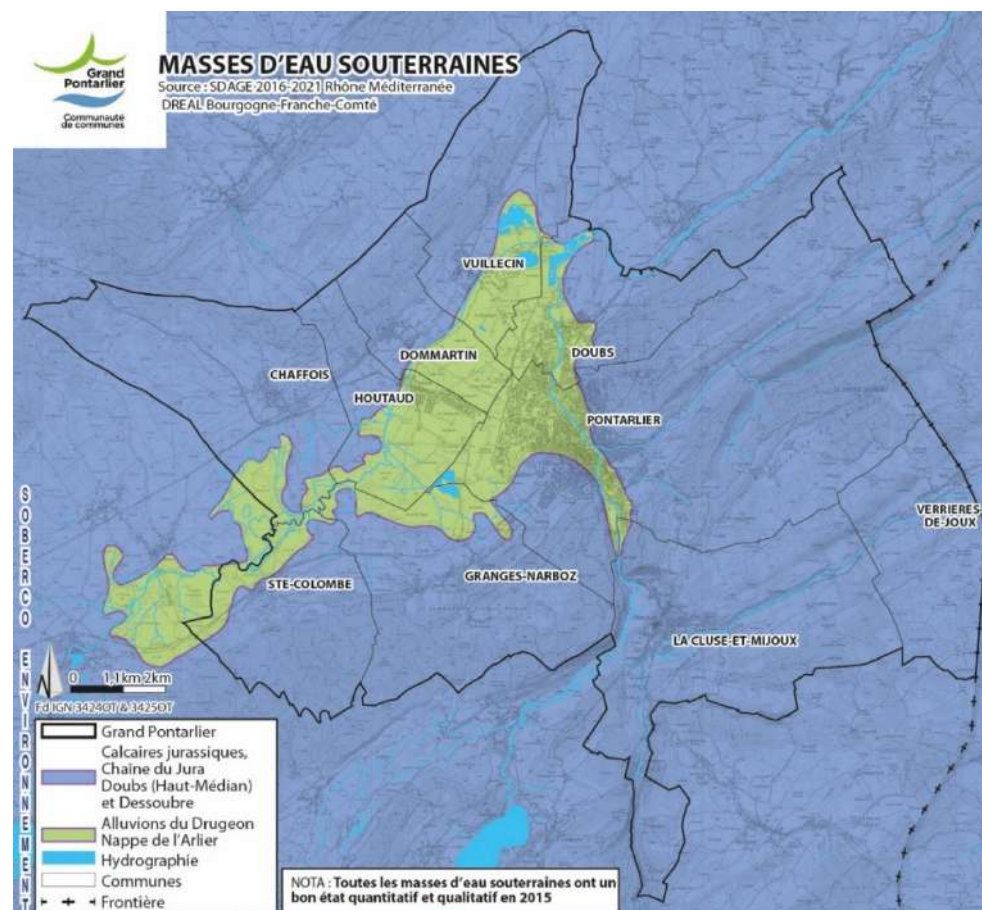 Grand
Pontarlier
Communauté
de communes
MASSES D'EAU SOUTERRAINES
Source : SDAGE 2016-2021 Rhône Méditerranée
DREAL Bourgogne-Franche-Comté
VUILLECIN
DOMMARTIN
DOUBS
CHAFFOIS
HOUTAUD
PONTARLIER
VERRIERES-
DE-JOUX
STE-COLOMBE
GRANGES-NARBOZ
LA CLUSE-ET-MIJOUX
SOBERCO ENVIRONNEMENT
0 1,1km 2km
Fd IGN 3424OT & 3425OT
Grand Pontarlier
Calcaires jurassiques,
Chaîne du Jura
Doubs (Haut-Médian)
et Dessoubre
Alluvions du Drugeon
Nappe de l'Arlier
Hydrographie
Communes
Frontière
NOTA : Toutes les masses d'eau souterraines ont un
bon état quantitatif et qualitatif en 2015